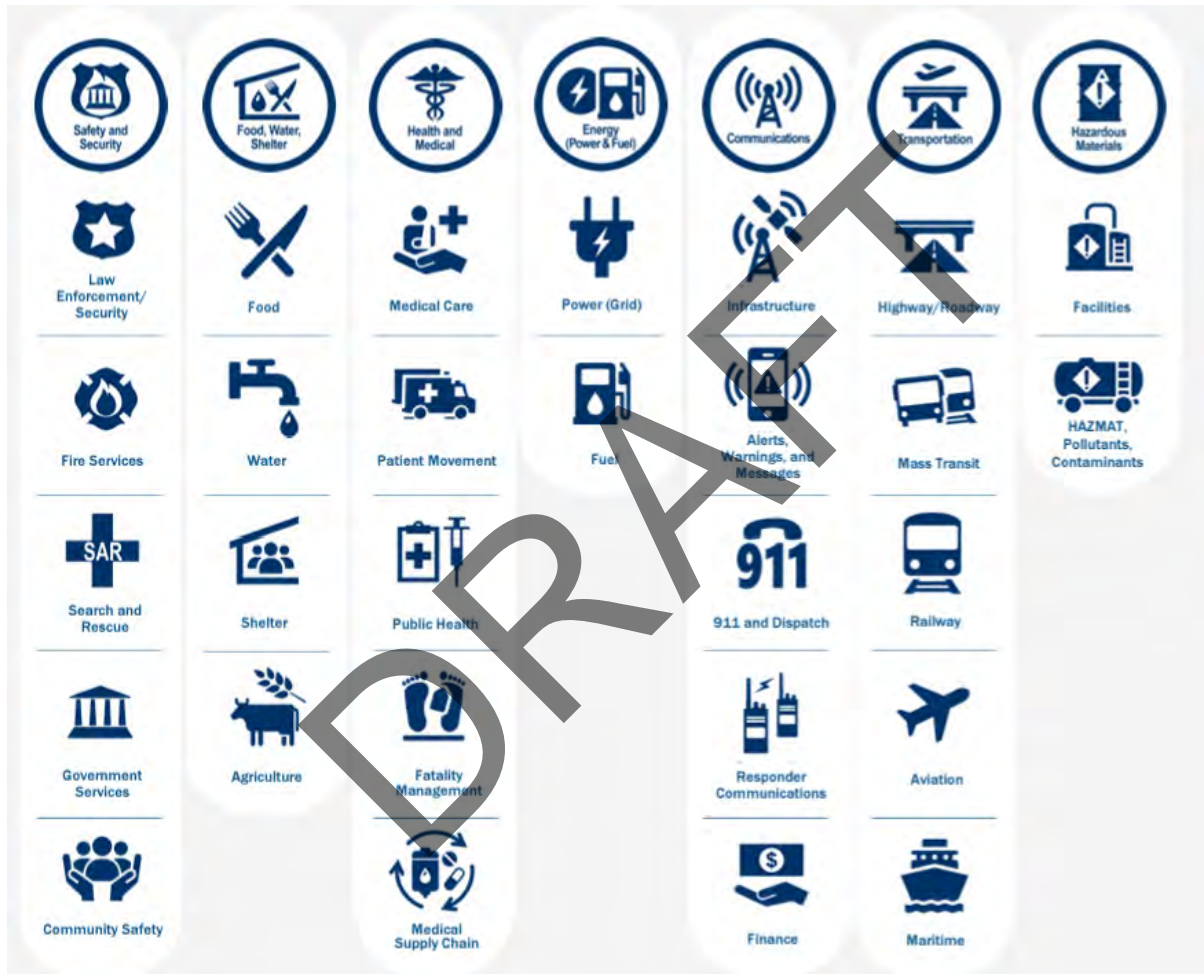 Safety and
Security
Food, Water,
Shelter
Health and
Medical
Energy
(Power & Fuel)
Communications
Transportation
Hazardous
Materials
Law
Enforcement/
Security
Food
Medical Care
Power (Grid)
Infrastructure
Highway/Roadway
Facilities
Fire Services
Water
Patient Movement
Fuel
Alerts,
Warnings, and
Messages
Mass Transit
HAZMAT,
Pollutants,
Contaminants
SAR
Search and
Rescue
Shelter
Public Health
911
911 and Dispatch
Railway
Government
Services
Agriculture
Fatality
Management
Responder
Communications
Aviation
Community Safety
Medical
Supply Chain
$
Finance
Maritime
DRAFT